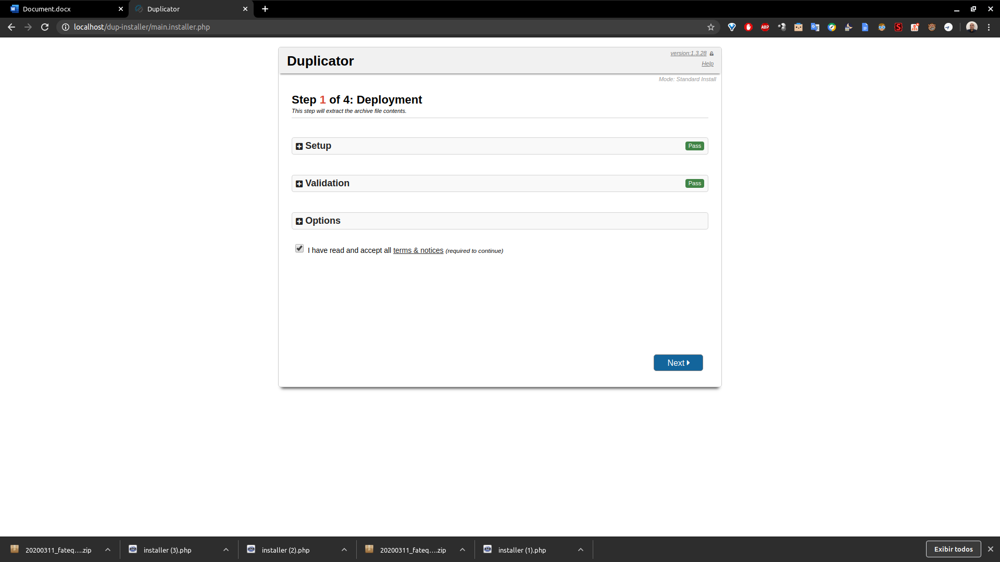 Document.docx
Duplicator
localhost/dup-installer/main.installer.php
ABP
Duplicator
version:1.3.28
Help
Mode: Standard Install
Step 1 of 4: Deployment
This step will extract the archive file contents.
Setup
Pass
Validation
Pass
Options
I have read and accept all terms & notices (required to continue)
Next
20200311_fateq....zip
installer (3).php
installer (2).php
20200311_fateq....zip
installer (1).php
Exibir todos